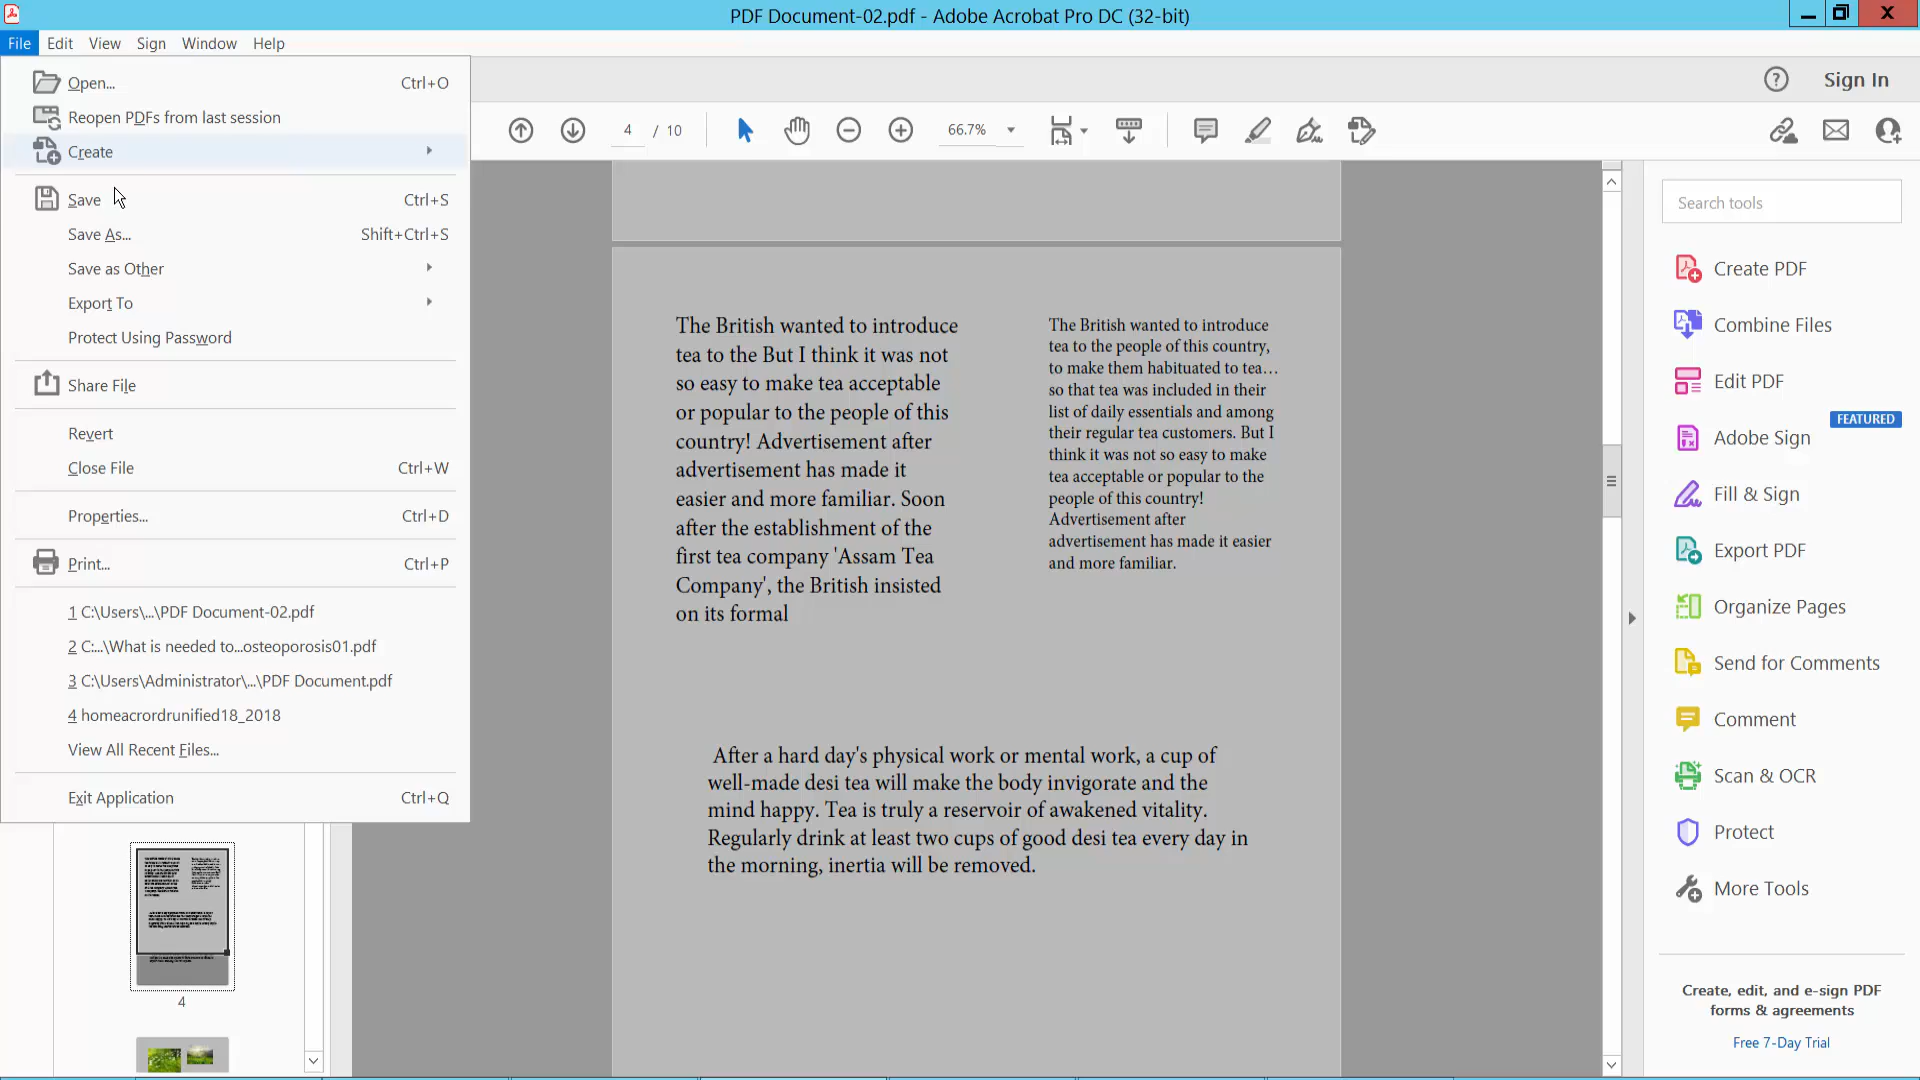 PDF Document-02.pdf - Adobe Acrobat Pro DC (32-bit)
File Edit View Sign Window Help
Open... Ctrl+O
Reopen PDFs from last session
Create
Save Ctrl+S
Save As... Shift+Ctrl+S
Save as Other
Export To
Protect Using Password
Share File
Revert
Close File Ctrl+W
Properties... Ctrl+D
Print... Ctrl+P
1 C:\Users\...\PDF Document-02.pdf
2 C:...\What is needed to...osteoporosis01.pdf
3 C:\Users\Administrator\...\PDF Document.pdf
4 homeacrordrunified18_2018
View All Recent Files...
Exit Application Ctrl+Q
4
Sign In
4 / 10
66.7%
The British wanted to introduce
tea to the But I think it was not
so easy to make tea acceptable
or popular to the people of this
country! Advertisement after
advertisement has made it
easier and more familiar. Soon
after the establishment of the
first tea company 'Assam Tea
Company', the British insisted
on its formal
The British wanted to introduce
tea to the people of this country,
to make them habituated to tea…
so that tea was included in their
list of daily essentials and among
their regular tea customers. But I
think it was not so easy to make
tea acceptable or popular to the
people of this country!
Advertisement after
advertisement has made it easier
and more familiar.
After a hard day's physical work or mental work, a cup of
well-made desi tea will make the body invigorate and the
mind happy. Tea is truly a reservoir of awakened vitality.
Regularly drink at least two cups of good desi tea every day in
the morning, inertia will be removed.
Search tools
Create PDF
Combine Files
Edit PDF
FEATURED
Adobe Sign
Fill & Sign
Export PDF
Organize Pages
Send for Comments
Comment
Scan & OCR
Protect
More Tools
Create, edit, and e-sign PDF
forms & agreements
Free 7-Day Trial